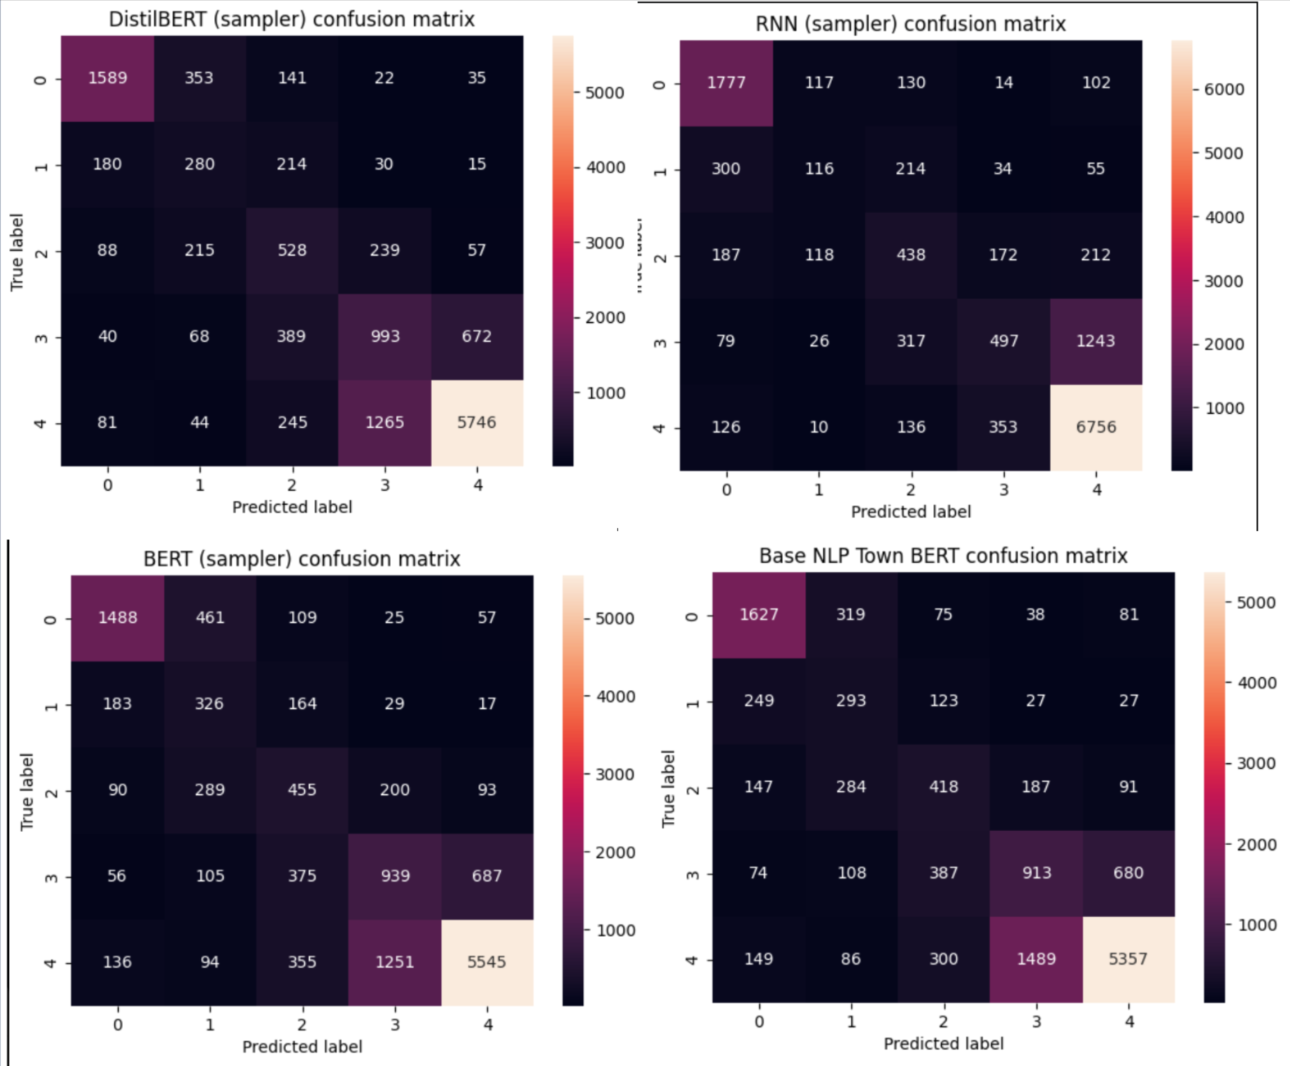 DistilBERT (sampler) confusion matrix
0 1589 353 141 22 35
1 180 280 214 30 15
2 88 215 528 239 57
3 40 68 389 993 672
4 81 44 245 1265 5746
0 1 2 3 4
Predicted label
True label
5000
4000
3000
2000
1000
RNN (sampler) confusion matrix
0 1777 117 130 14 102
1 300 116 214 34 55
2 187 118 438 172 212
3 79 26 317 497 1243
4 126 10 136 353 6756
0 1 2 3 4
Predicted label
True label
6000
5000
4000
3000
2000
1000
BERT (sampler) confusion matrix
0 1488 461 109 25 57
1 183 326 164 29 17
2 90 289 455 200 93
3 56 105 375 939 687
4 136 94 355 1251 5545
0 1 2 3 4
Predicted label
True label
5000
4000
3000
2000
1000
Base NLP Town BERT confusion matrix
0 1627 319 75 38 81
1 249 293 123 27 27
2 147 284 418 187 91
3 74 108 387 913 680
4 149 86 300 1489 5357
0 1 2 3 4
Predicted label
True label
5000
4000
3000
2000
1000